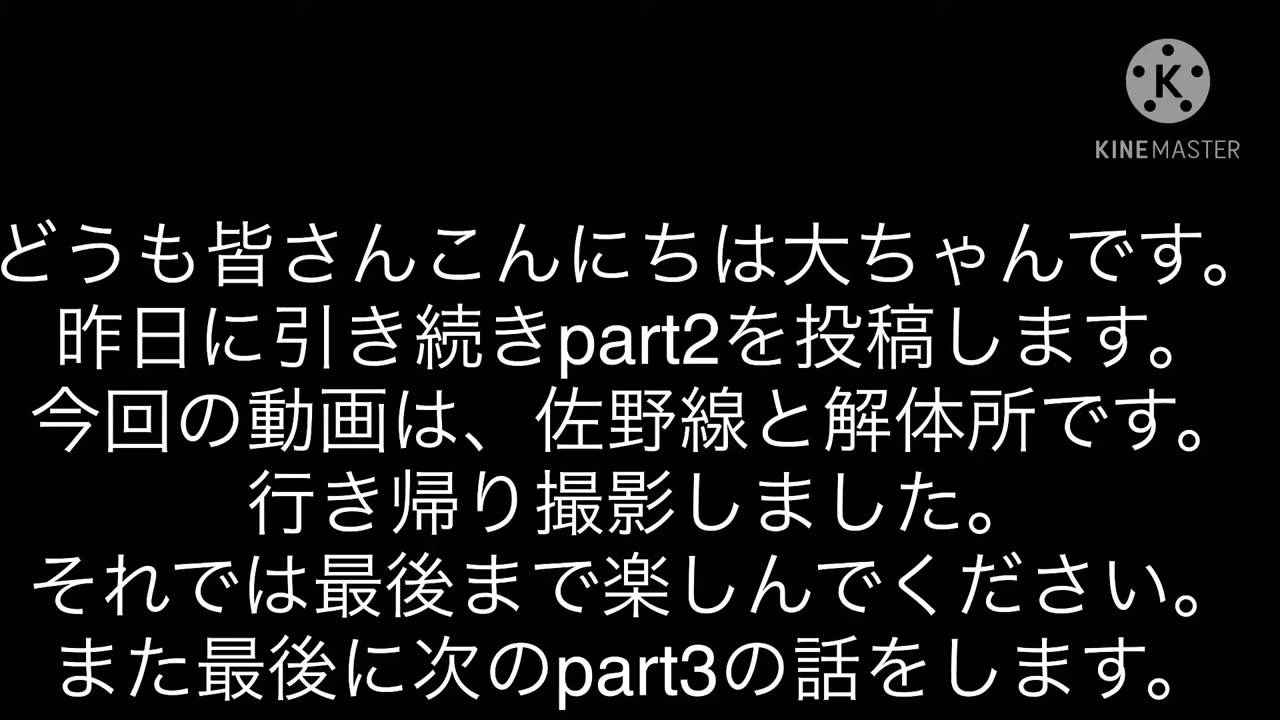 K
KINEMASTER
どうも皆さんこんにちは大ちゃんです。
昨日に引き続きpart2を投稿します。
今回の動画は、佐野線と解体所です。
行き帰り撮影しました。
それでは最後まで楽しんでください。
また最後に次のpart3の話をします。